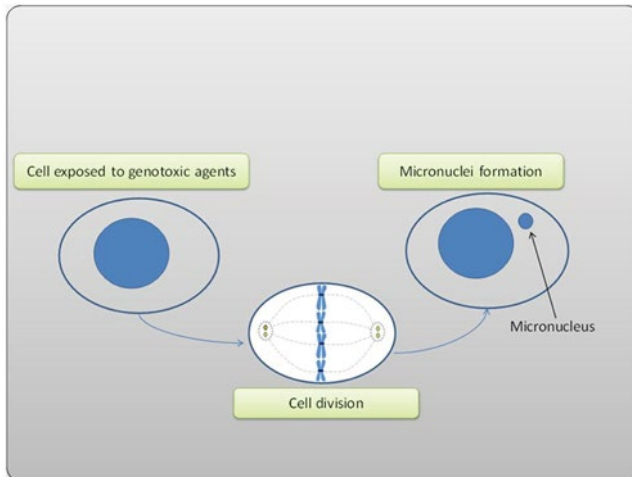 Cell exposed to genotoxic agents
Micronuclei formation
Micronucleus
Cell division